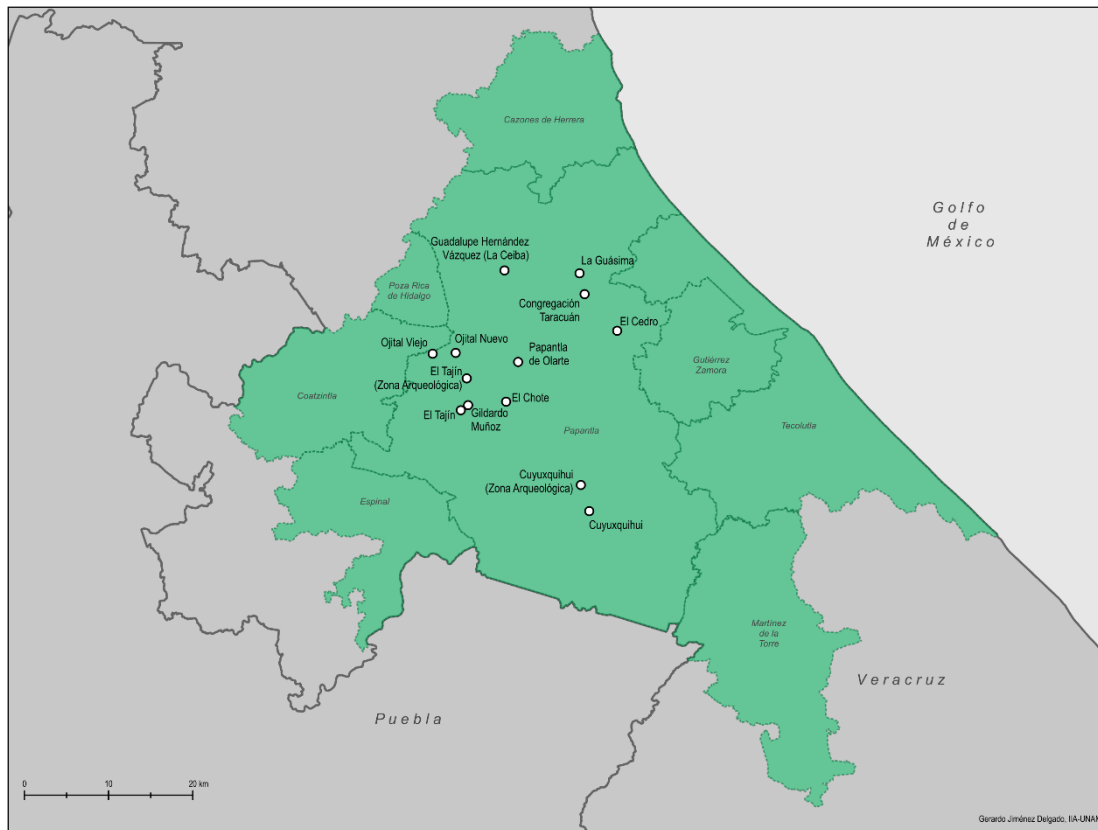 Cazones de Herrera
Golfo
de
México
Guadalupe Hernández
Vázquez (La Ceiba)
La Guásima
Poza Rica
de Hidalgo
Congregación
Taracuán
El Cedro
Ojital Viejo
Ojital Nuevo
Papantla
de Olarte
Gutiérrez
Zamora
El Tajín
(Zona Arqueológica)
Coatzintla
El Chote
El Tajín
Gildardo
Muñoz
Papantla
Tecolutla
Cuyuxquihui
(Zona Arqueológica)
Espinal
Cuyuxquihui
Martínez
de la
Torre
Veracruz
Puebla
0 10 20 km
Gerardo Jiménez Delgado, IIA-UNAM